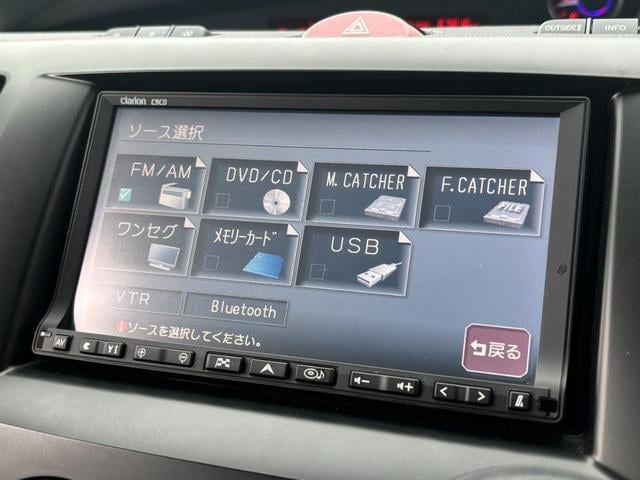 OUTSIDE INFO
clarion C9CD
ソース選択
FM/AM DVD/CD M.CATCHER F.CATCHER
FILE
ワンセグ ﾒﾓﾘｰｶｰﾄﾞ USB
VTR Bluetooth
ソースを選択してください。
戻る
AV